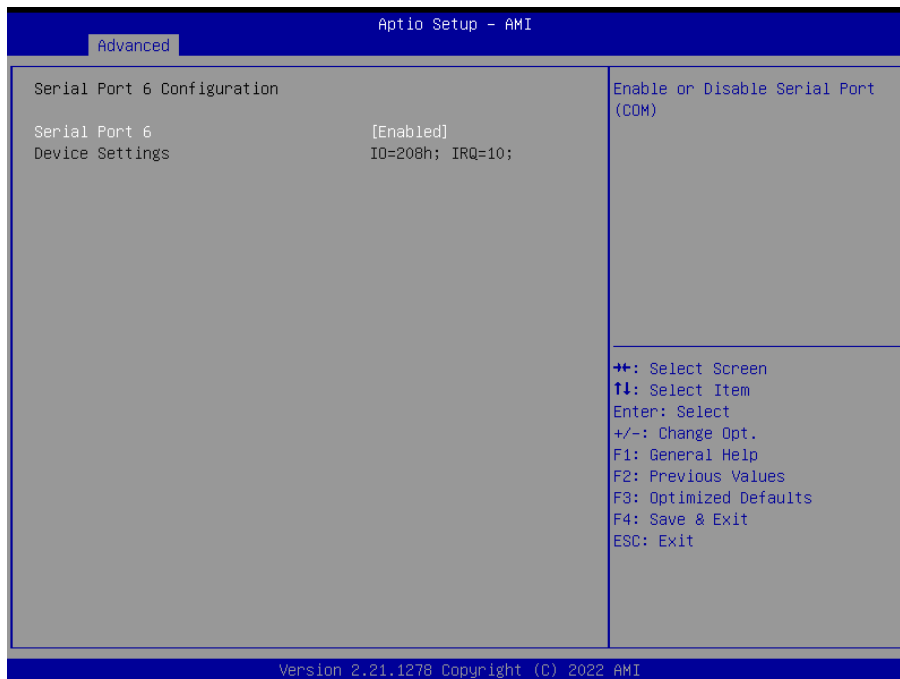 Aptio Setup – AMI
Advanced
Serial Port 6 Configuration
Serial Port 6 [Enabled]
Device Settings IO=208h; IRQ=10;
Enable or Disable Serial Port
(COM)
→←: Select Screen
↑↓: Select Item
Enter: Select
+/-: Change Opt.
F1: General Help
F2: Previous Values
F3: Optimized Defaults
F4: Save & Exit
ESC: Exit
Version 2.21.1278 Copyright (C) 2022 AMI